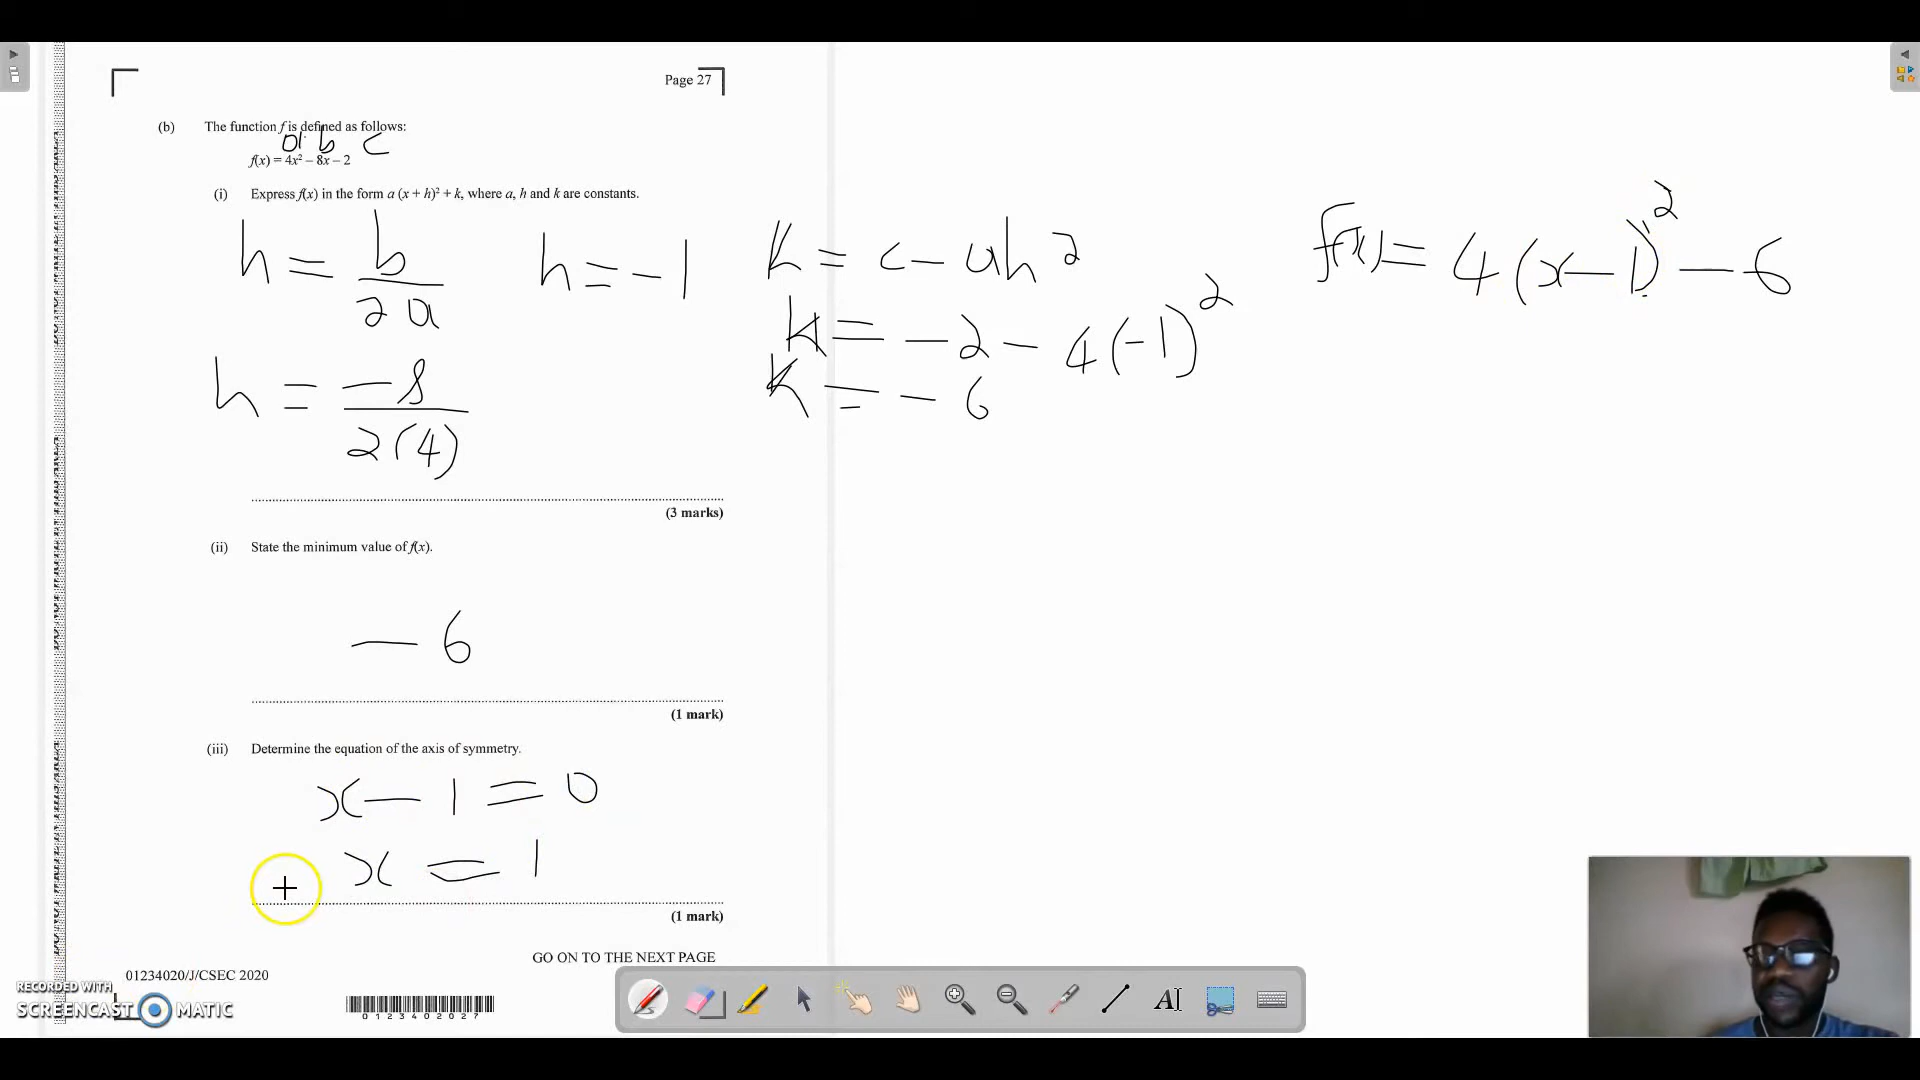 Page 27
(b) The function f is defined as follows:
a b c
f(x) = 4x² – 8x – 2
(i) Express f(x) in the form a (x + h)² + k, where a, h and k are constants.
h = b / 2a
h = -8 / 2(4)
h = -1
K = c - ah²
K = -2 - 4(-1)²
K = -6
f(x) = 4(x-1)² - 6
(3 marks)
(ii) State the minimum value of f(x).
-6
(1 mark)
(iii) Determine the equation of the axis of symmetry.
x - 1 = 0
x = 1
(1 mark)
GO ON TO THE NEXT PAGE
01234020/J/CSEC 2020
0123402027
RECORDED WITH
SCREENCAST MATIC
AI